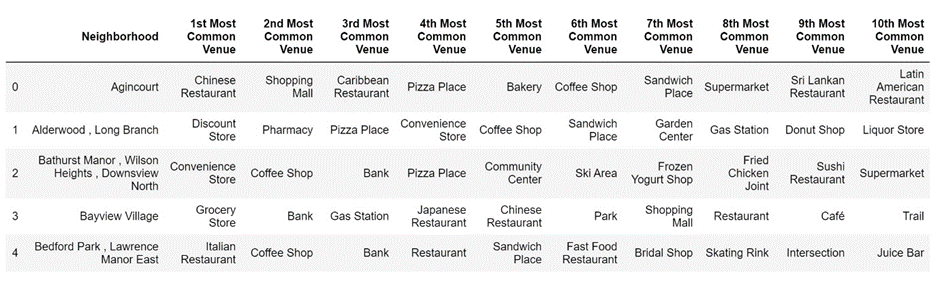 Neighborhood 1st Most Common Venue 2nd Most Common Venue 3rd Most Common Venue 4th Most Common Venue 5th Most Common Venue 6th Most Common Venue 7th Most Common Venue 8th Most Common Venue 9th Most Common Venue 10th Most Common Venue
0 Agincourt Chinese Restaurant Shopping Mall Caribbean Restaurant Pizza Place Bakery Coffee Shop Sandwich Place Supermarket Sri Lankan Restaurant Latin American Restaurant
1 Alderwood , Long Branch Discount Store Pharmacy Pizza Place Convenience Store Coffee Shop Sandwich Place Garden Center Gas Station Donut Shop Liquor Store
2 Bathurst Manor , Wilson Heights , Downsview North Convenience Store Coffee Shop Bank Pizza Place Community Center Ski Area Frozen Yogurt Shop Fried Chicken Joint Sushi Restaurant Supermarket
3 Bayview Village Grocery Store Bank Gas Station Japanese Restaurant Chinese Restaurant Park Shopping Mall Restaurant Café Trail
4 Bedford Park , Lawrence Manor East Italian Restaurant Coffee Shop Bank Restaurant Sandwich Place Fast Food Restaurant Bridal Shop Skating Rink Intersection Juice Bar